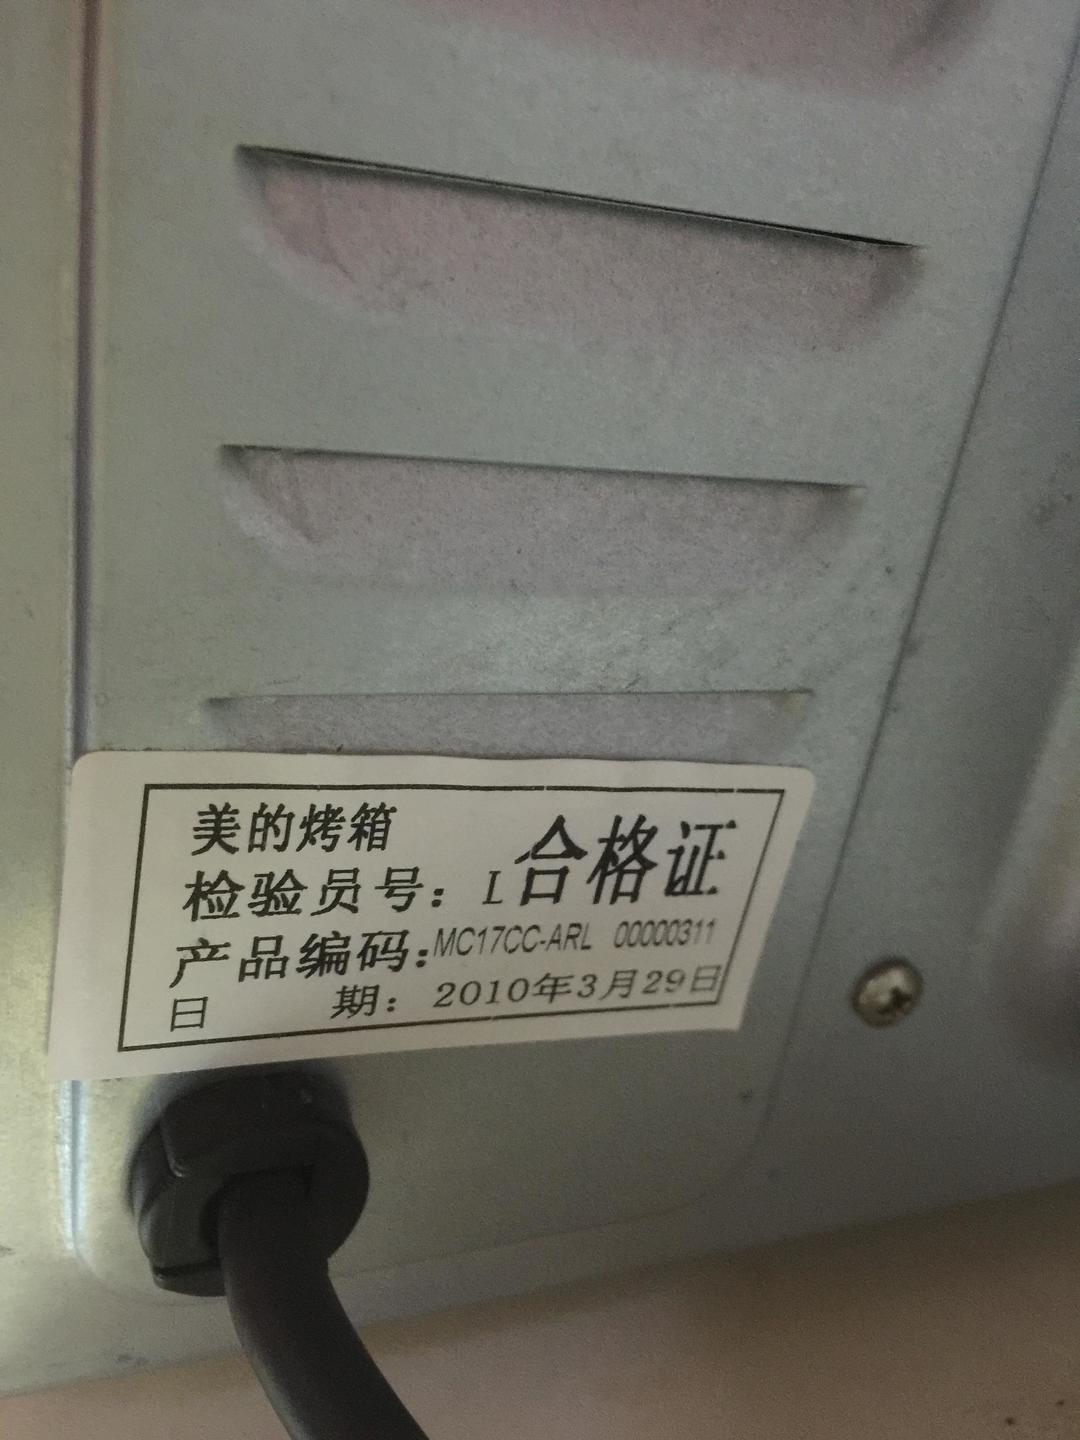 美的烤箱
合格证
检验员号：L
产品编码：MC17CC-ARL 00000311
日 期：2010年3月29日